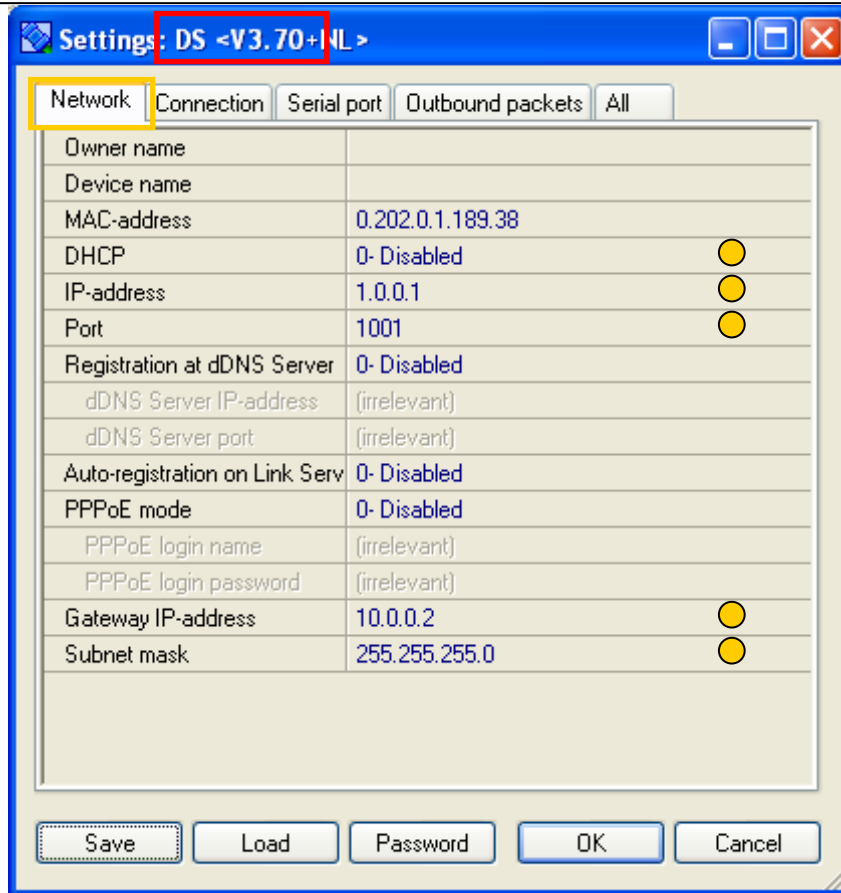 Settings: DS <V3.70+NL>
Network Connection Serial port Outbound packets All
Owner name
Device name
MAC-address 0.202.0.1.189.38
DHCP 0- Disabled
IP-address 1.0.0.1
Port 1001
Registration at dDNS Server 0- Disabled
dDNS Server IP-address (irrelevant)
dDNS Server port (irrelevant)
Auto-registration on Link Serv 0- Disabled
PPPoE mode 0- Disabled
PPPoE login name (irrelevant)
PPPoE login password (irrelevant)
Gateway IP-address 10.0.0.2
Subnet mask 255.255.255.0
Save Load Password OK Cancel